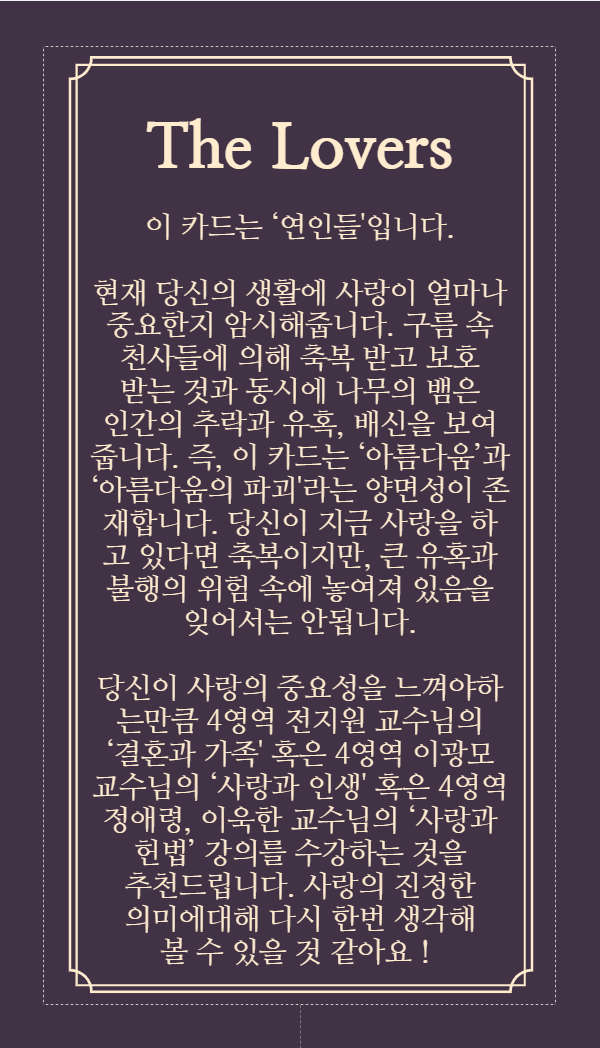 The Lovers
이 카드는 ‘연인들'입니다.
현재 당신의 생활에 사랑이 얼마나
중요한지 암시해줍니다. 구름 속
천사들에 의해 축복 받고 보호
받는 것과 동시에 나무의 뱀은
인간의 추락과 유혹, 배신을 보여
줍니다. 즉, 이 카드는 ‘아름다움’과
‘아름다움의 파괴'라는 양면성이 존
재합니다. 당신이 지금 사랑을 하
고 있다면 축복이지만, 큰 유혹과
불행의 위험 속에 놓여져 있음을
잊어서는 안됩니다.
당신이 사랑의 중요성을 느껴야하
는만큼 4영역 전지원 교수님의
‘결혼과 가족' 혹은 4영역 이광모
교수님의 ‘사랑과 인생' 혹은 4영역
정애령, 이욱한 교수님의 ‘사랑과
헌법’ 강의를 수강하는 것을
추천드립니다. 사랑의 진정한
의미에대해 다시 한번 생각해
볼 수 있을 것 같아요 !